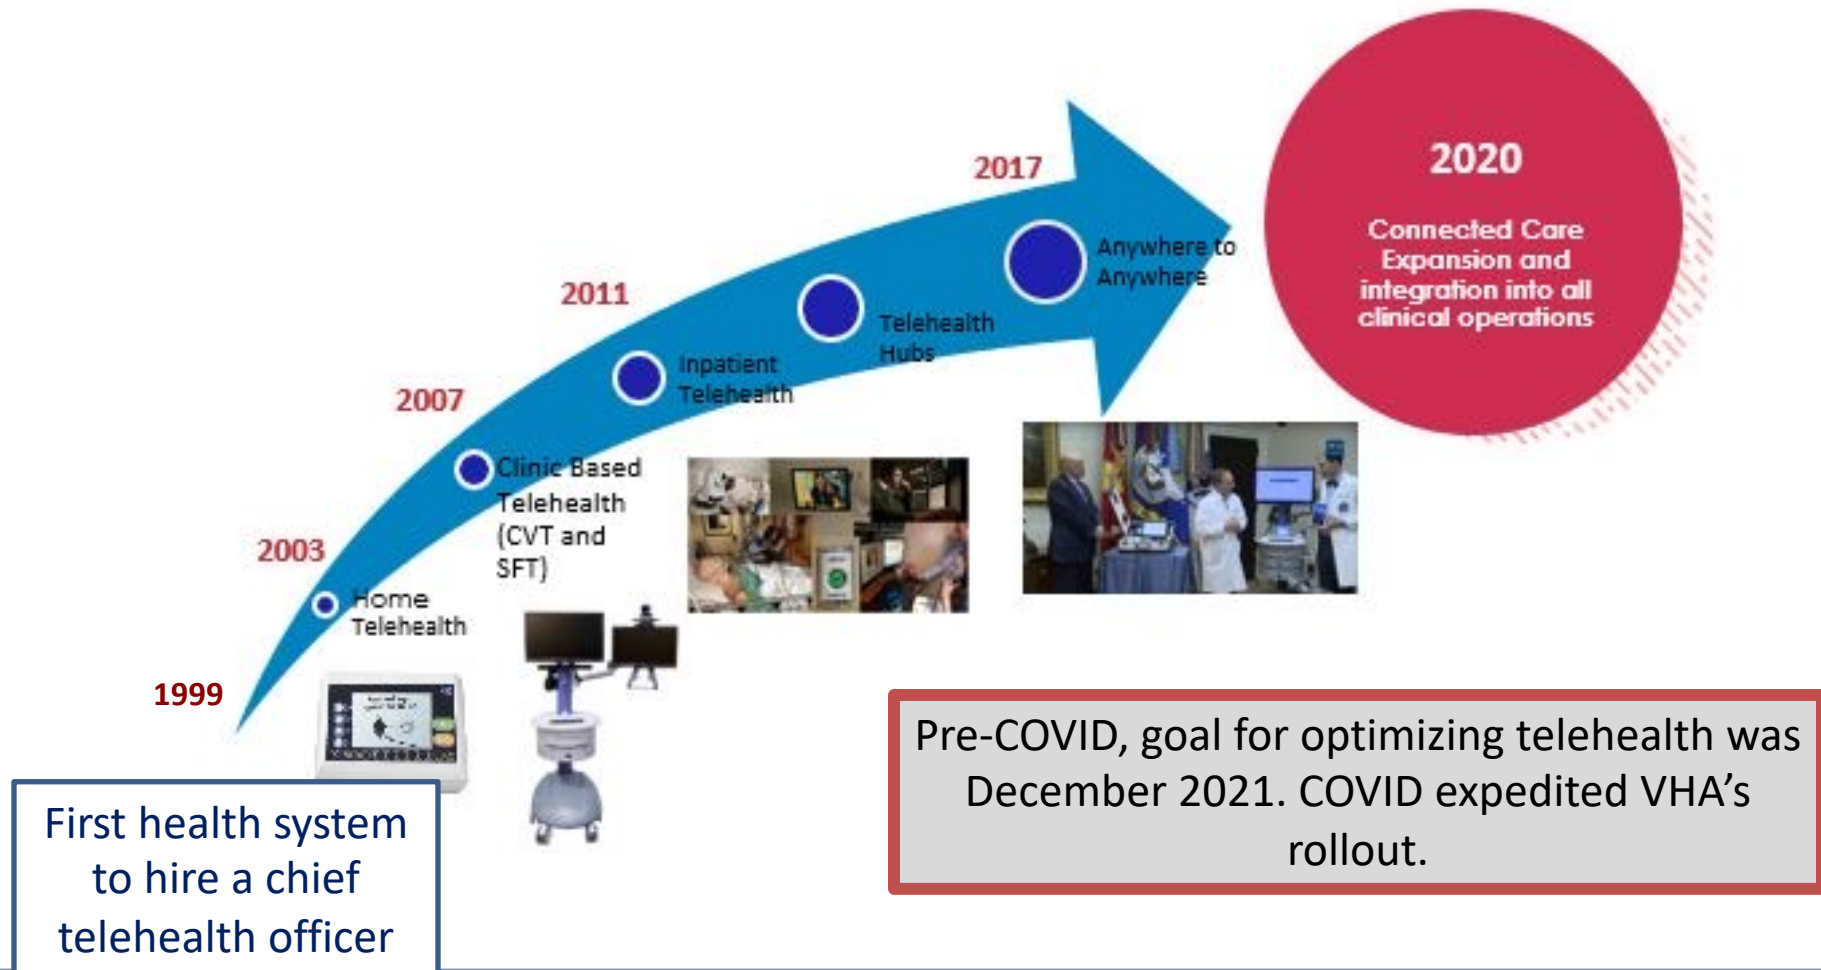 1999
First health system
to hire a chief
telehealth officer
2003
Home
Telehealth
2007
Clinic Based
Telehealth
(CVT and
SFT)
2011
Inpatient
Telehealth
Telehealth
Hubs
2017
Anywhere to
Anywhere
2020
Connected Care
Expansion and
integration into all
clinical operations
Pre-COVID, goal for optimizing telehealth was
December 2021. COVID expedited VHA’s
rollout.